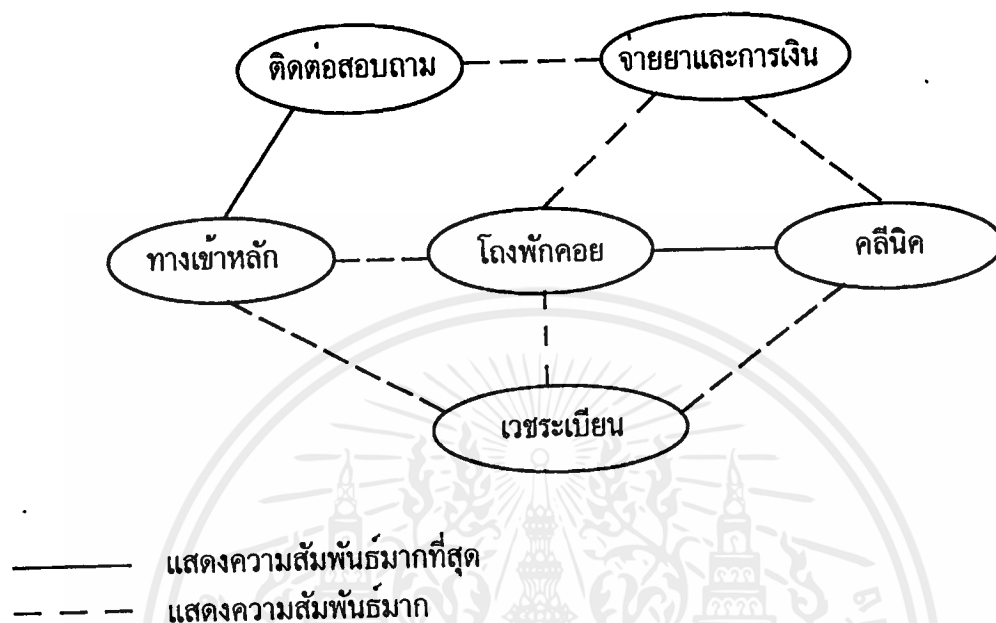 ติดต่อสอบถาม
จ่ายยาและการเงิน
ทางเข้าหลัก
โถงพักคอย
คลีนิค
เวชระเบียน
แสดงความสัมพันธ์มากที่สุด
แสดงความสัมพันธ์มาก